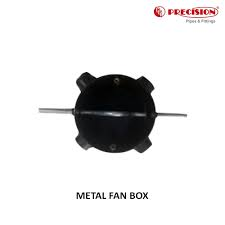 PRECISION
Pipes & Fittings
METAL FAN BOX